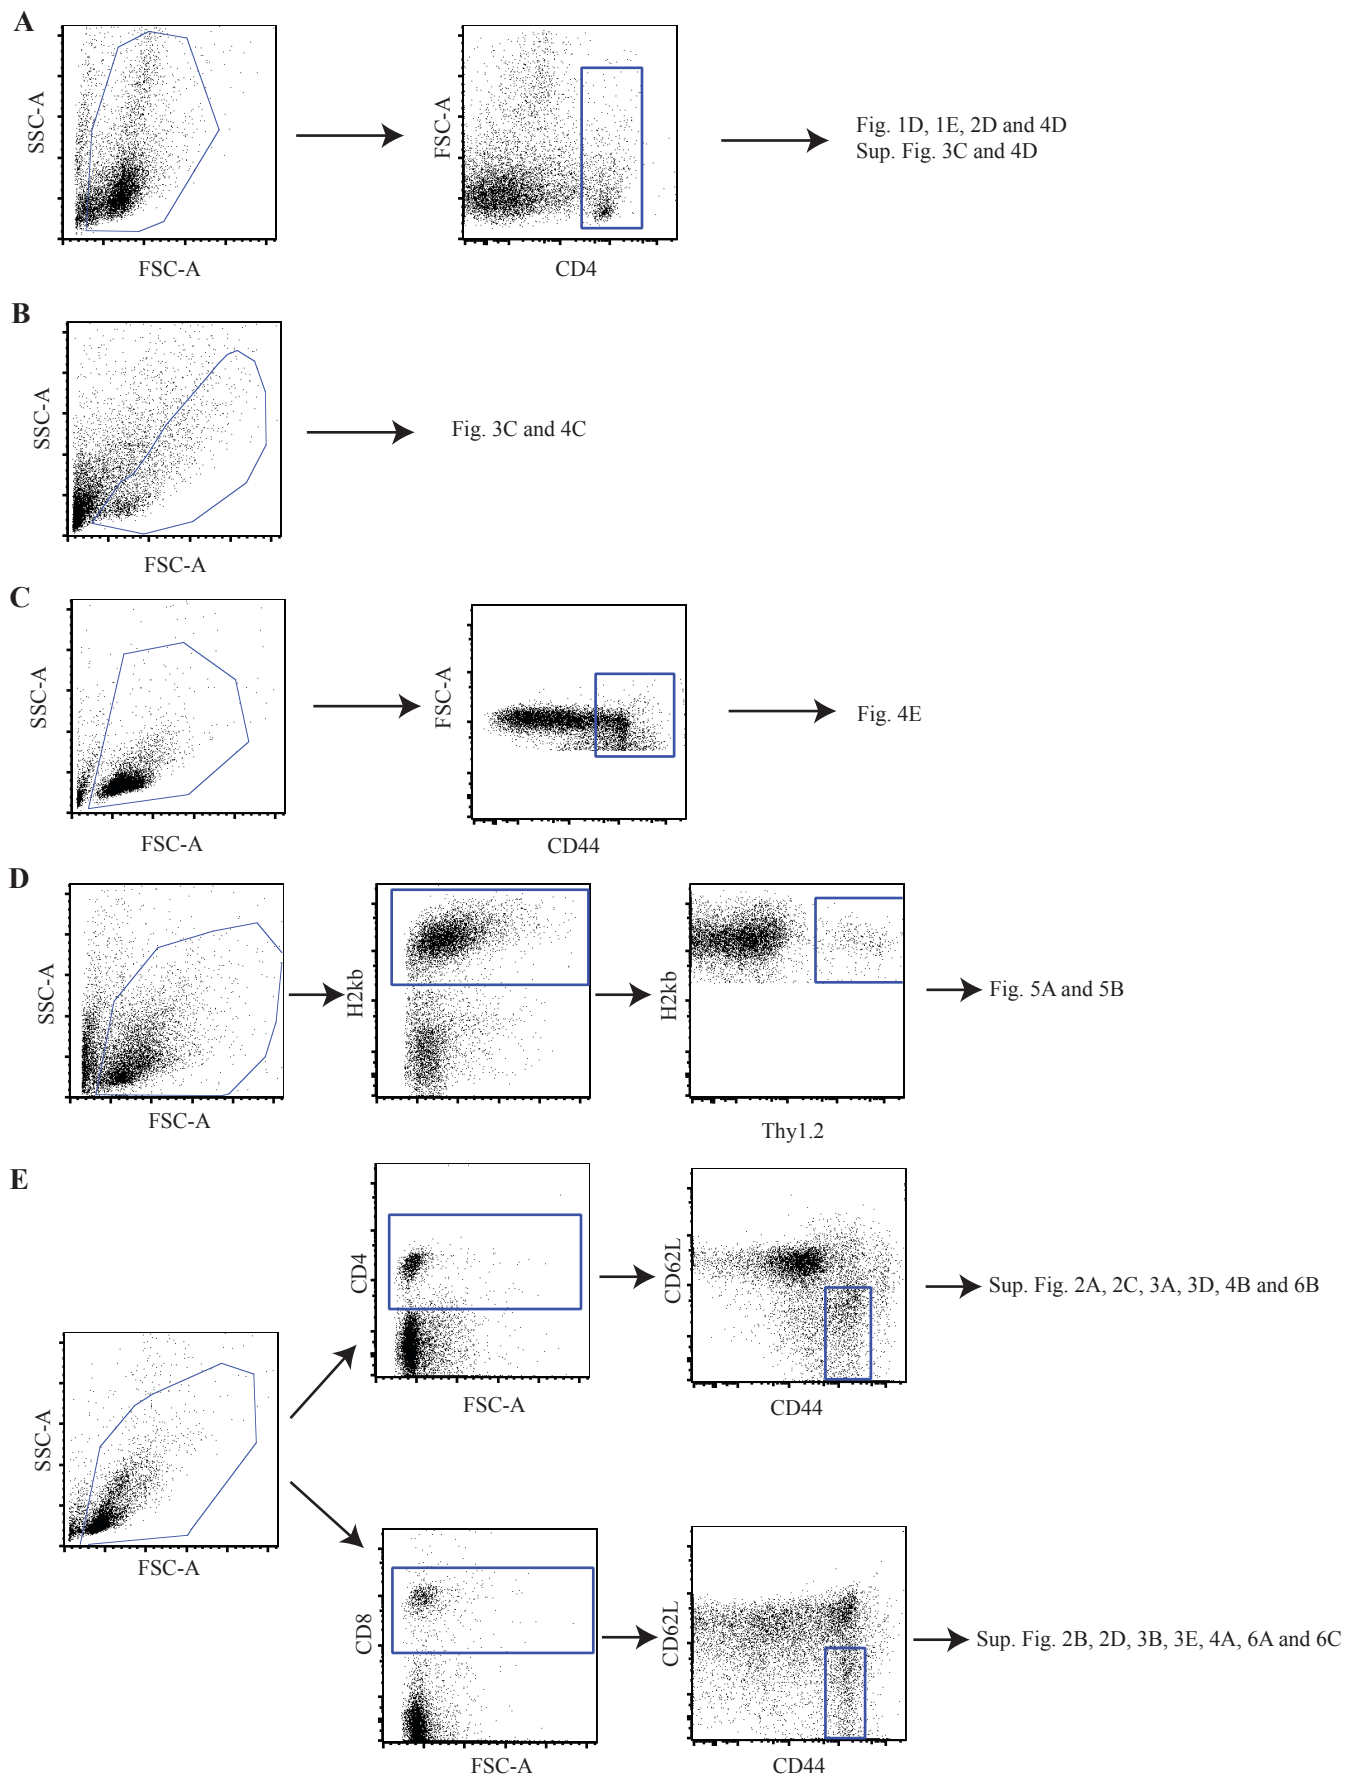 A
SSC-A
FSC-A
FSC-A
CD4
Fig. 1D, 1E, 2D and 4D
Sup. Fig. 3C and 4D
B
SSC-A
FSC-A
Fig. 3C and 4C
C
SSC-A
FSC-A
FSC-A
CD44
Fig. 4E
D
SSC-A
FSC-A
H2kb
H2kb
Thy1.2
Fig. 5A and 5B
E
SSC-A
FSC-A
CD4
FSC-A
CD62L
CD44
Sup. Fig. 2A, 2C, 3A, 3D, 4B and 6B
CD8
FSC-A
CD62L
CD44
Sup. Fig. 2B, 2D, 3B, 3E, 4A, 6A and 6C